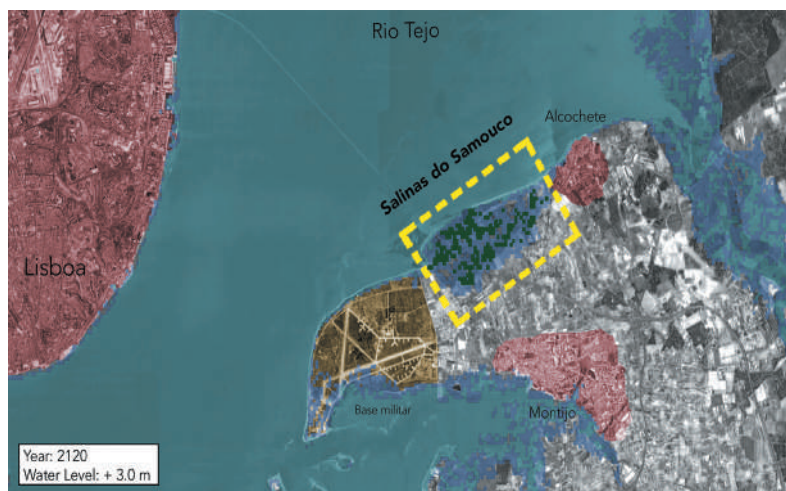 Rio Tejo
Alcochete
Salinas do Samouco
Lisboa
Base militar
Montijo
Year: 2120
Water Level: + 3.0 m